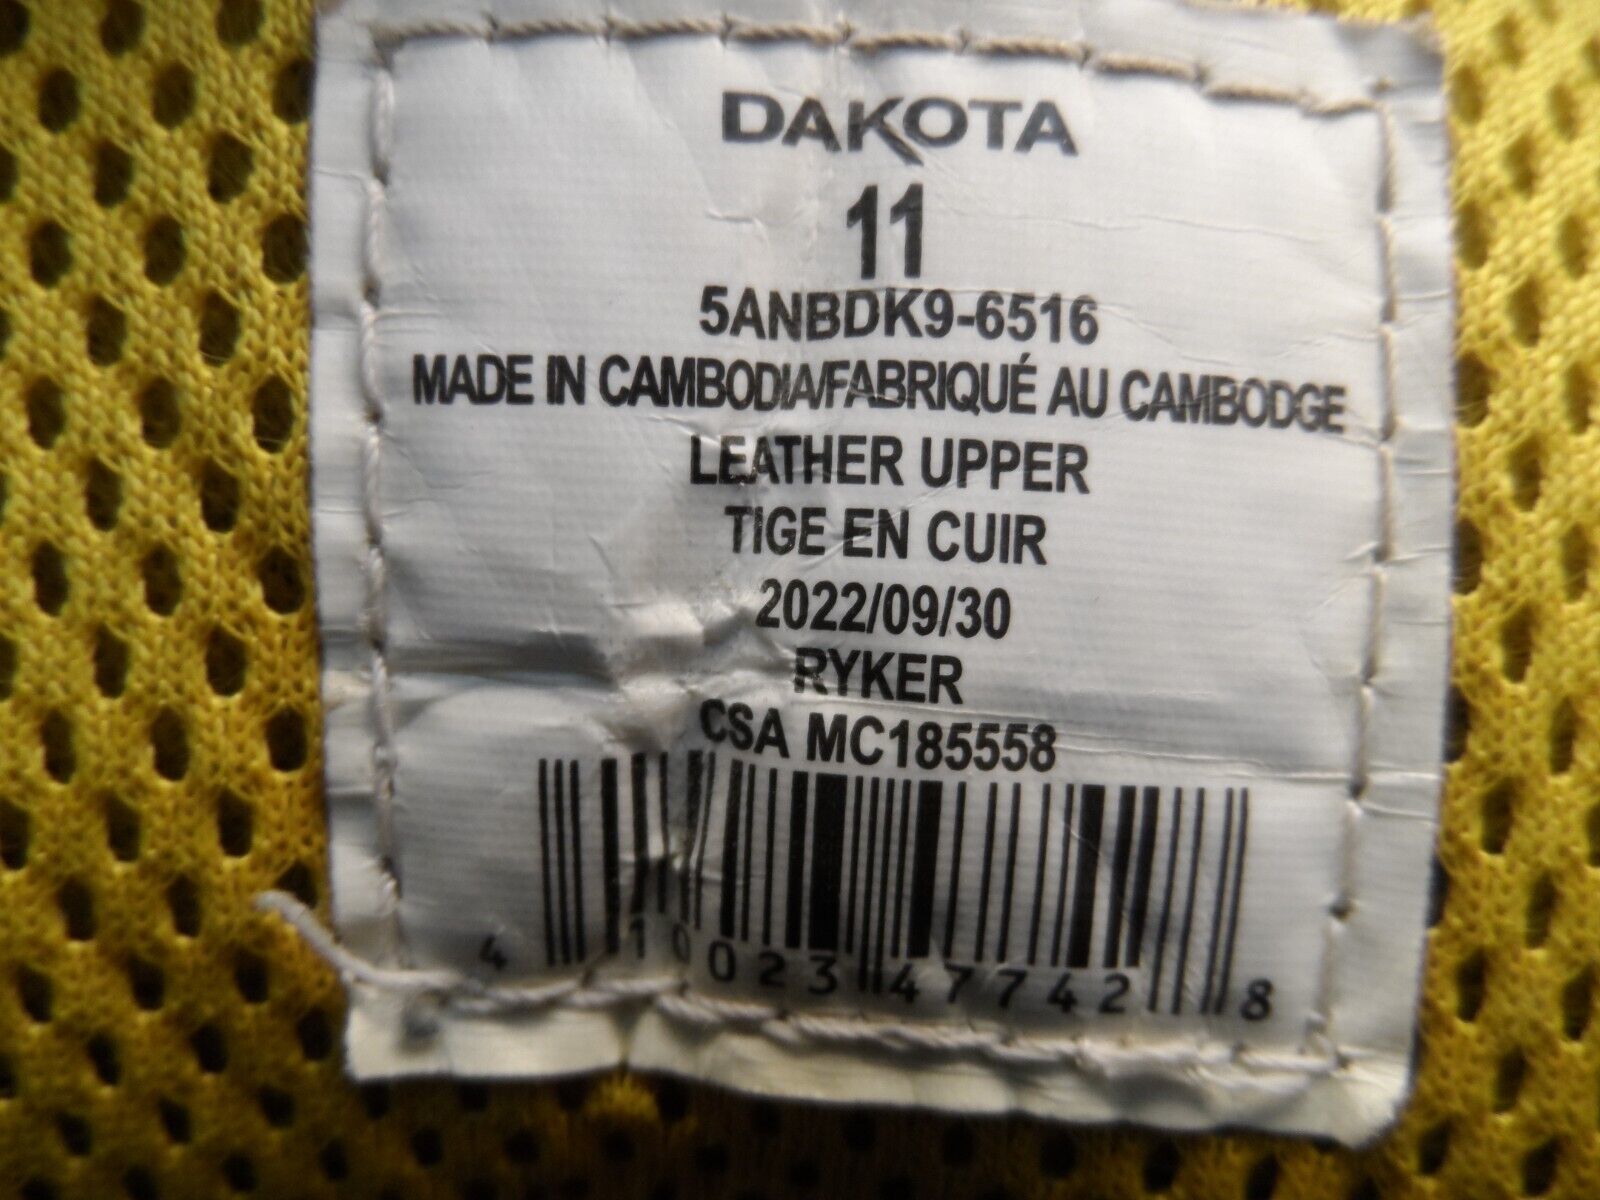 DAKOTA
11
5ANBDK9-6516
MADE IN CAMBODIA/FABRIQUÉ AU CAMBODGE
LEATHER UPPER
TIGE EN CUIR
2022/09/30
RYKER
CSA MC185558
4 10023 47742 8